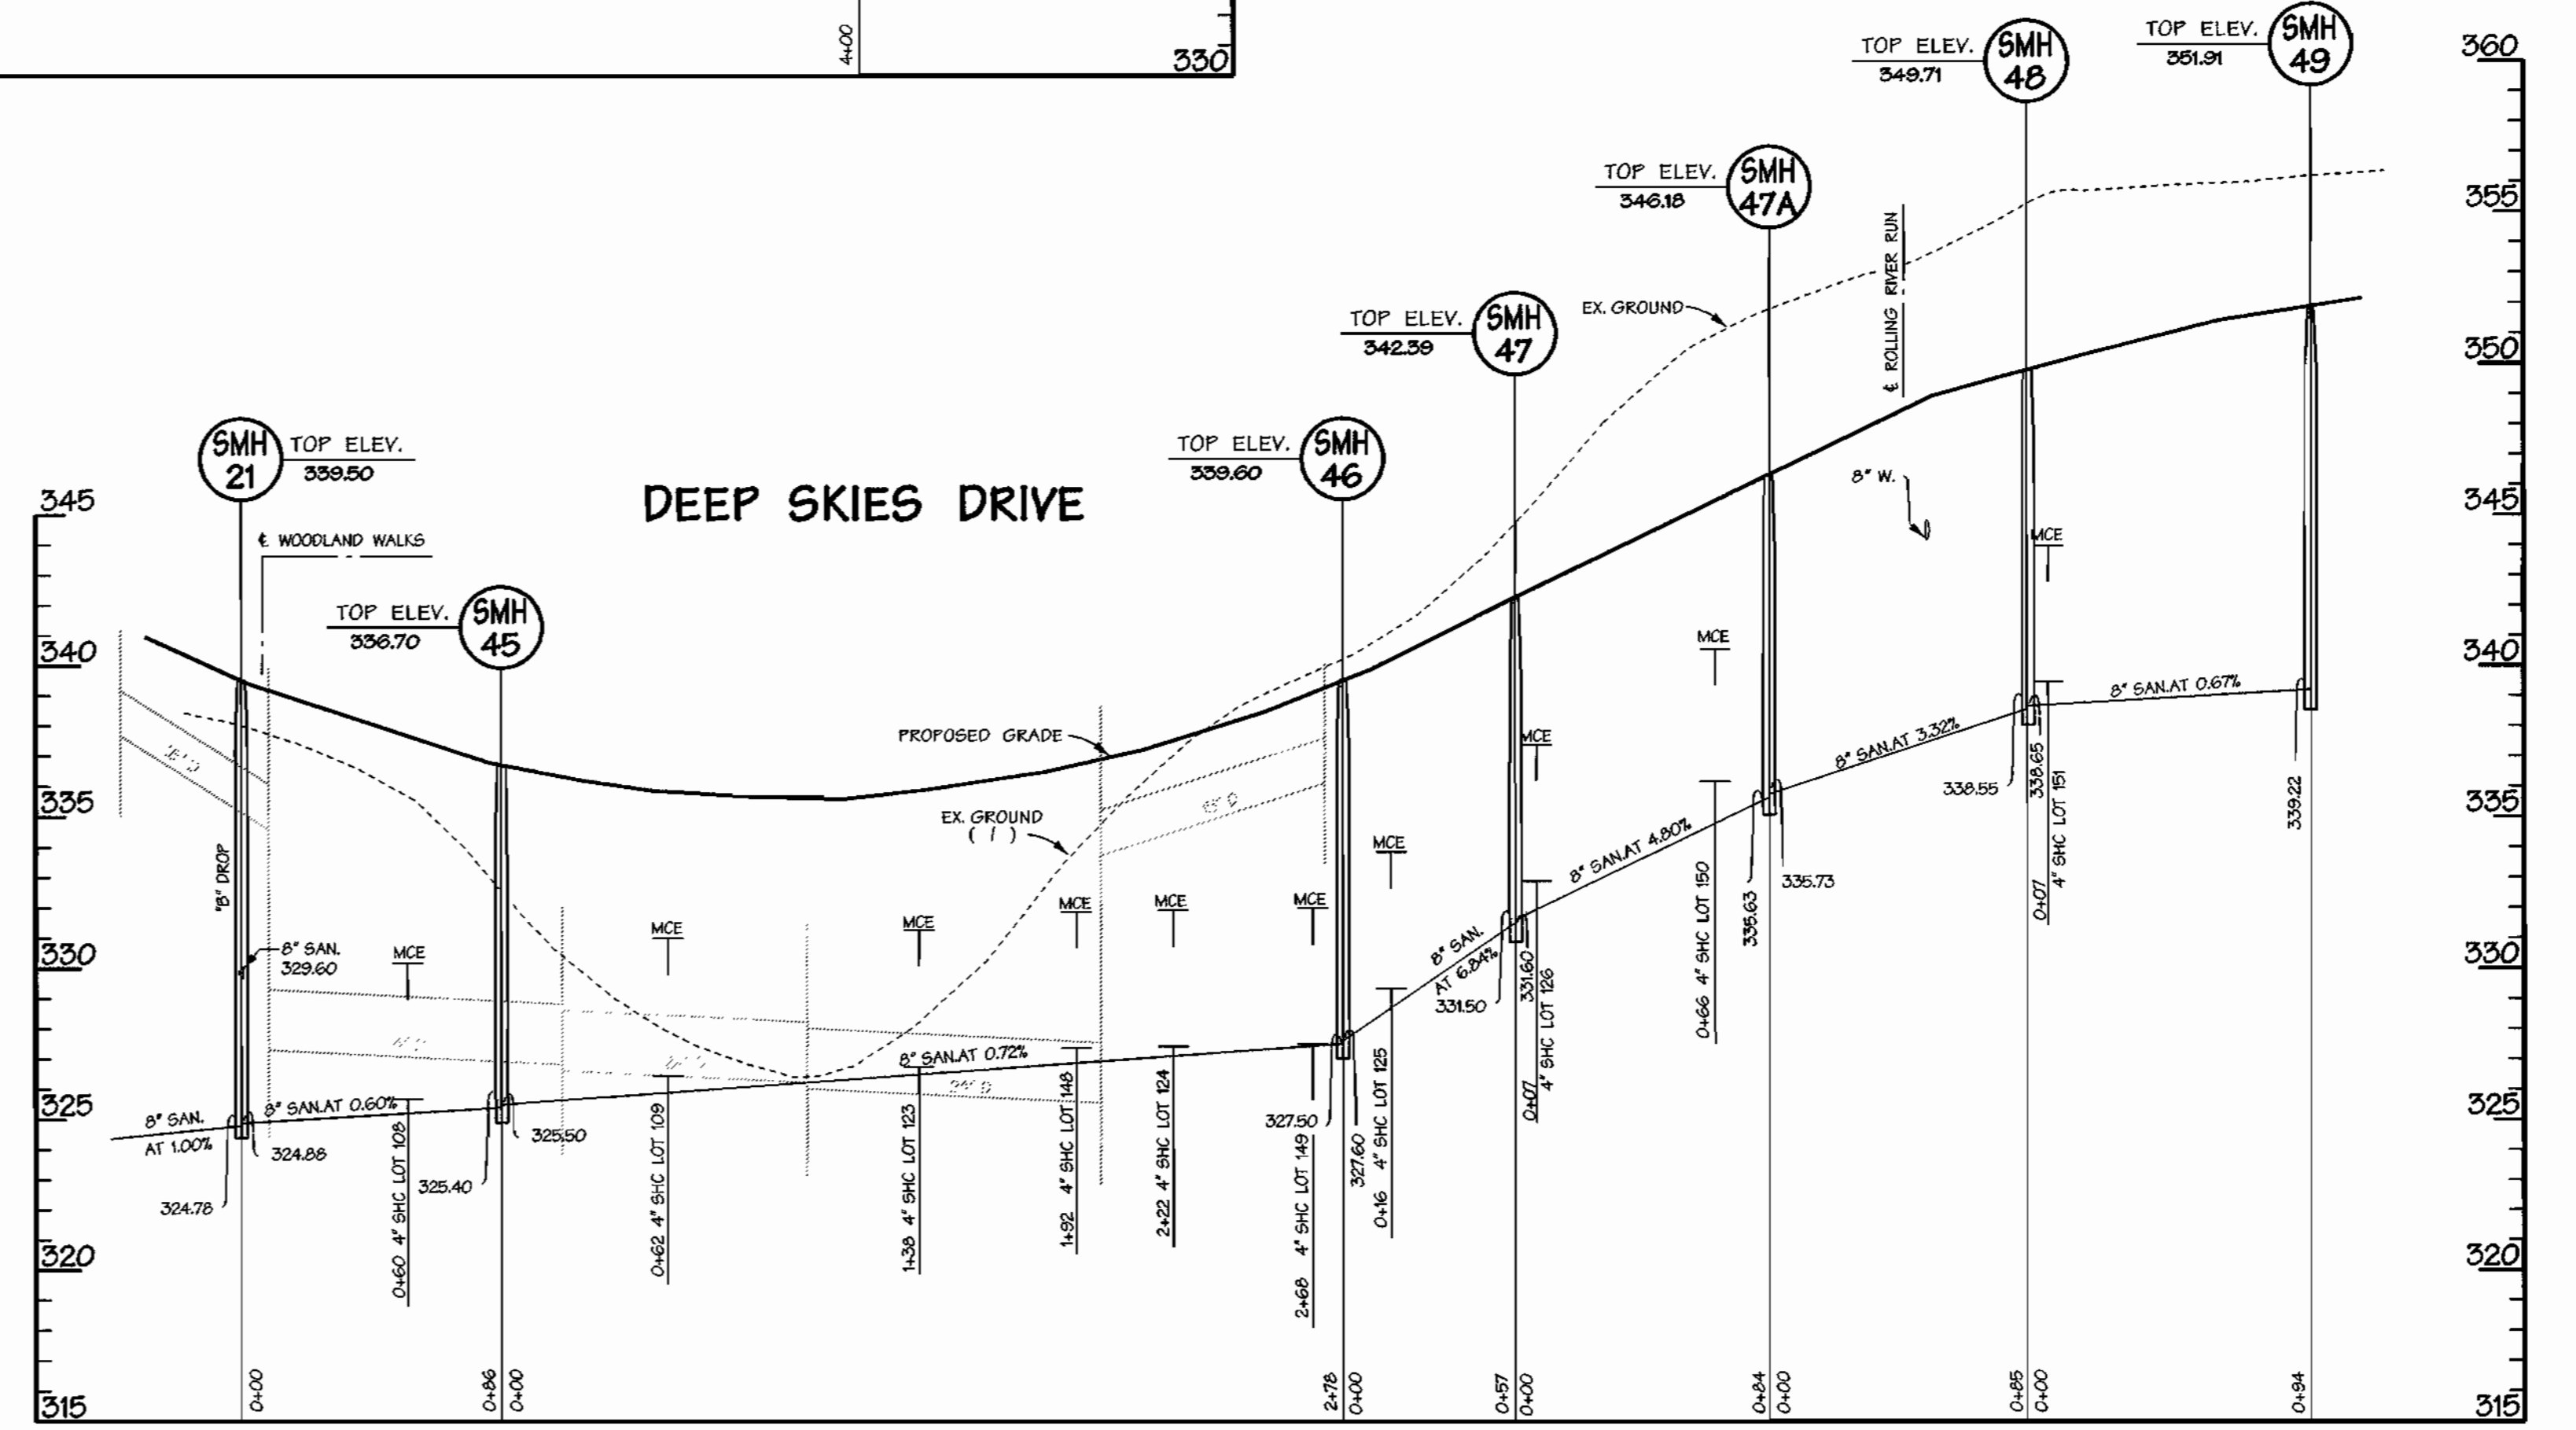 4+00
330
TOP ELEV.
339.50
SMH
21
TOP ELEV.
336.70
SMH
45
TOP ELEV.
339.60
SMH
46
TOP ELEV.
342.39
SMH
47
TOP ELEV.
346.18
SMH
47A
TOP ELEV.
349.71
SMH
48
TOP ELEV.
351.91
SMH
49
DEEP SKIES DRIVE
345
340
335
330
325
320
315
360
355
350
345
340
335
330
325
320
315
℄ WOODLAND WALKS
℄ ROLLING RIVER RUN
EX. GROUND
8" W.
PROPOSED GRADE
EX. GROUND
"B" DROP
8" SAN.
329.60
MCE
MCE
MCE
MCE
MCE
MCE
MCE
MCE
MCE
MCE
8" SAN.
AT 1.00%
8" SAN.AT 0.60%
8" SAN.AT 0.72%
8" SAN.
AT 6.84%
8" SAN.AT 4.80%
8" SAN.AT 3.32%
8" SAN.AT 0.67%
324.78
324.88
325.40
325.50
327.50
327.60
331.50
331.60
335.63
335.73
338.55
338.65
339.22
0+60 4" SHC LOT 108
0+62 4" SHC LOT 109
1+38 4" SHC LOT 123
1+92 4" SHC LOT 148
2+22 4" SHC LOT 124
2+68 4" SHC LOT 149
0+16 4" SHC LOT 125
0+07
4" SHC LOT 126
0+66 4" SHC LOT 150
0+07
4" SHC LOT 151
0+00
0+86
0+00
2+78
0+00
0+57
0+00
0+84
0+00
0+85
0+00
0+94